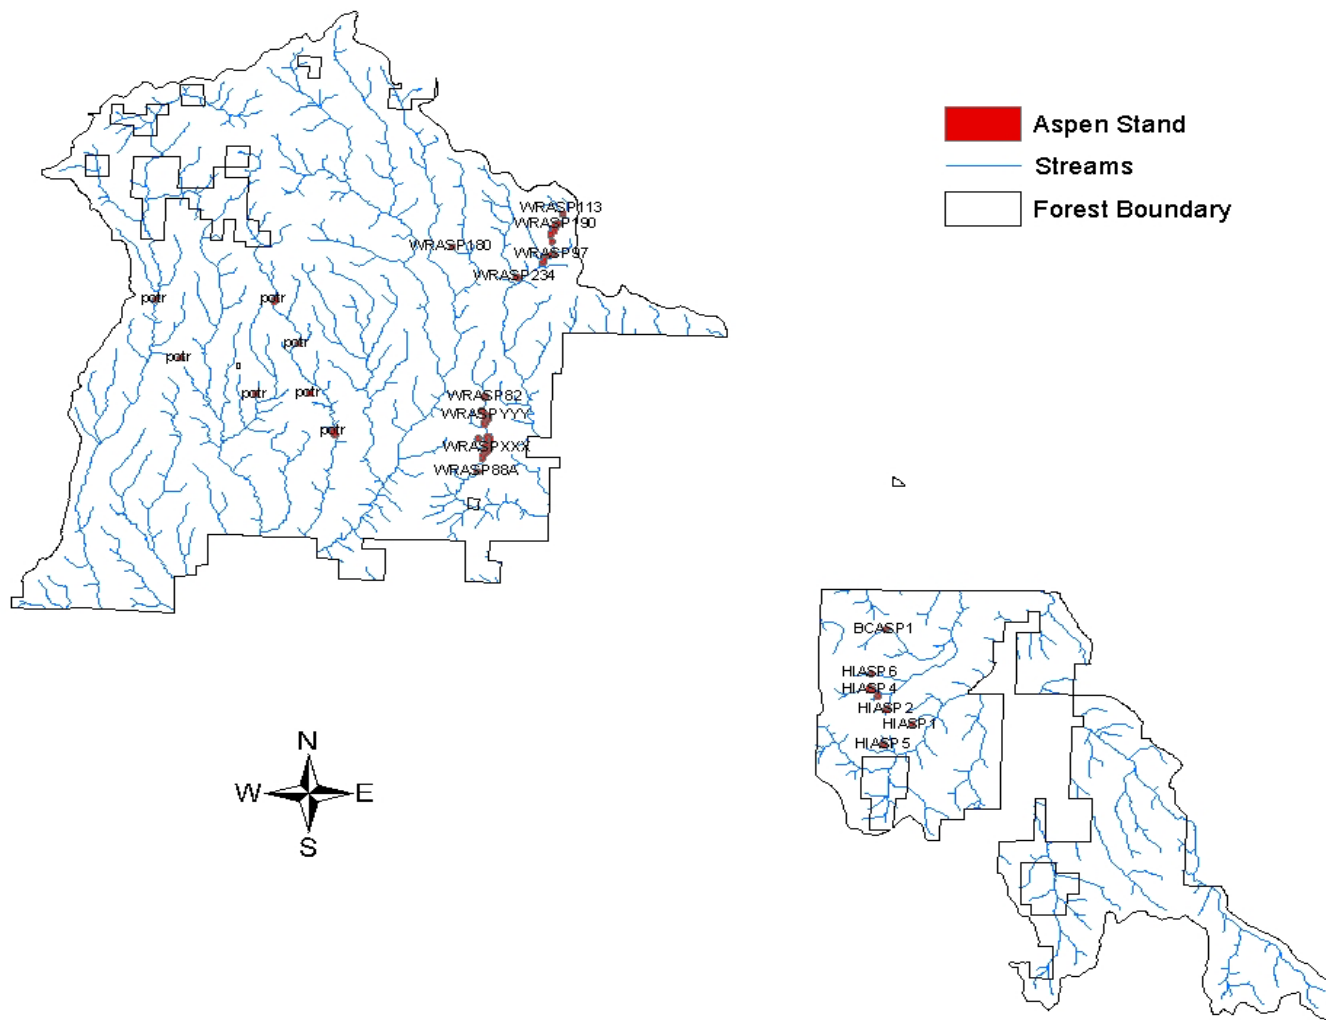 Aspen Stand
Streams
Forest Boundary
WRASP113
WRASP190
WRASP180
WRASP97
WRASP234
potr
potr
potr
potr
potr
potr
potr
WRASP82
WRASPYYY
WRASPXXX
WRASP88A
BCASP1
HIASP6
HIASP4
HIASP2
HIASP1
HIASP5
N
W
E
S